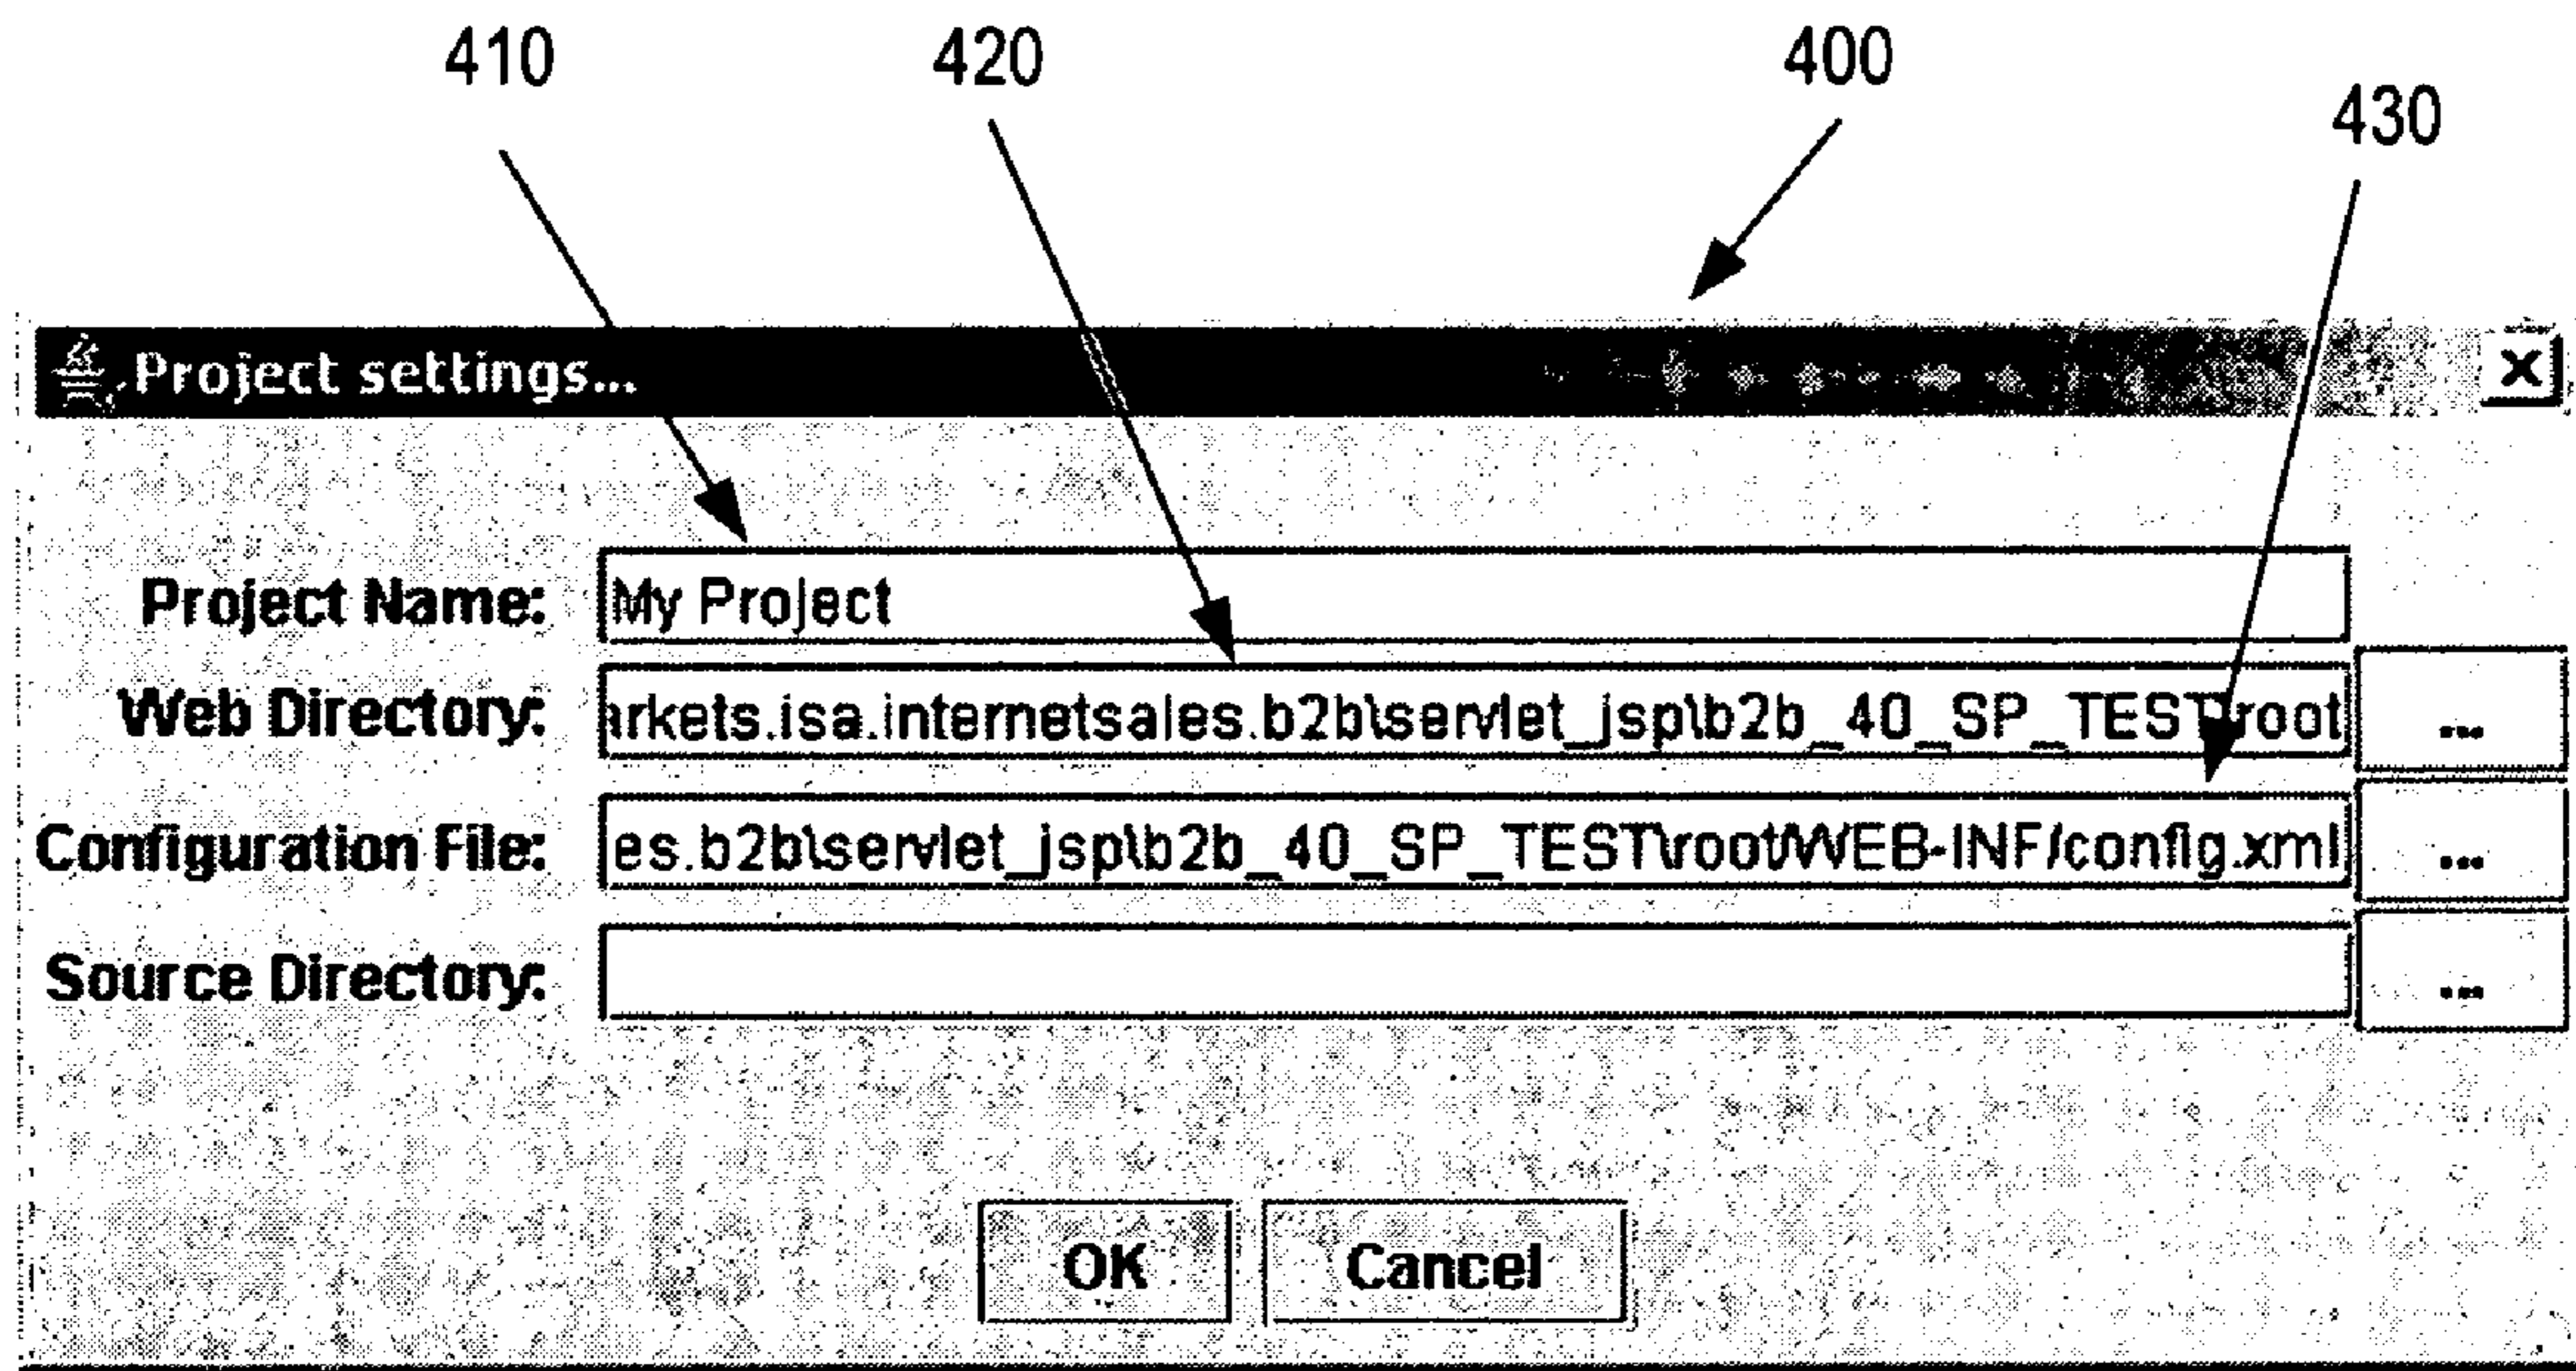 410 420 400
430
Project settings...
Project Name: My Project
Web Directory: arkets.isa.internetsales.b2b\servlet_jsp\b2b_40_SP_TEST\root ...
Configuration File: es.b2b\servlet_jsp\b2b_40_SP_TEST\root/WEB-INF/config.xml ...
Source Directory: ...
OK Cancel